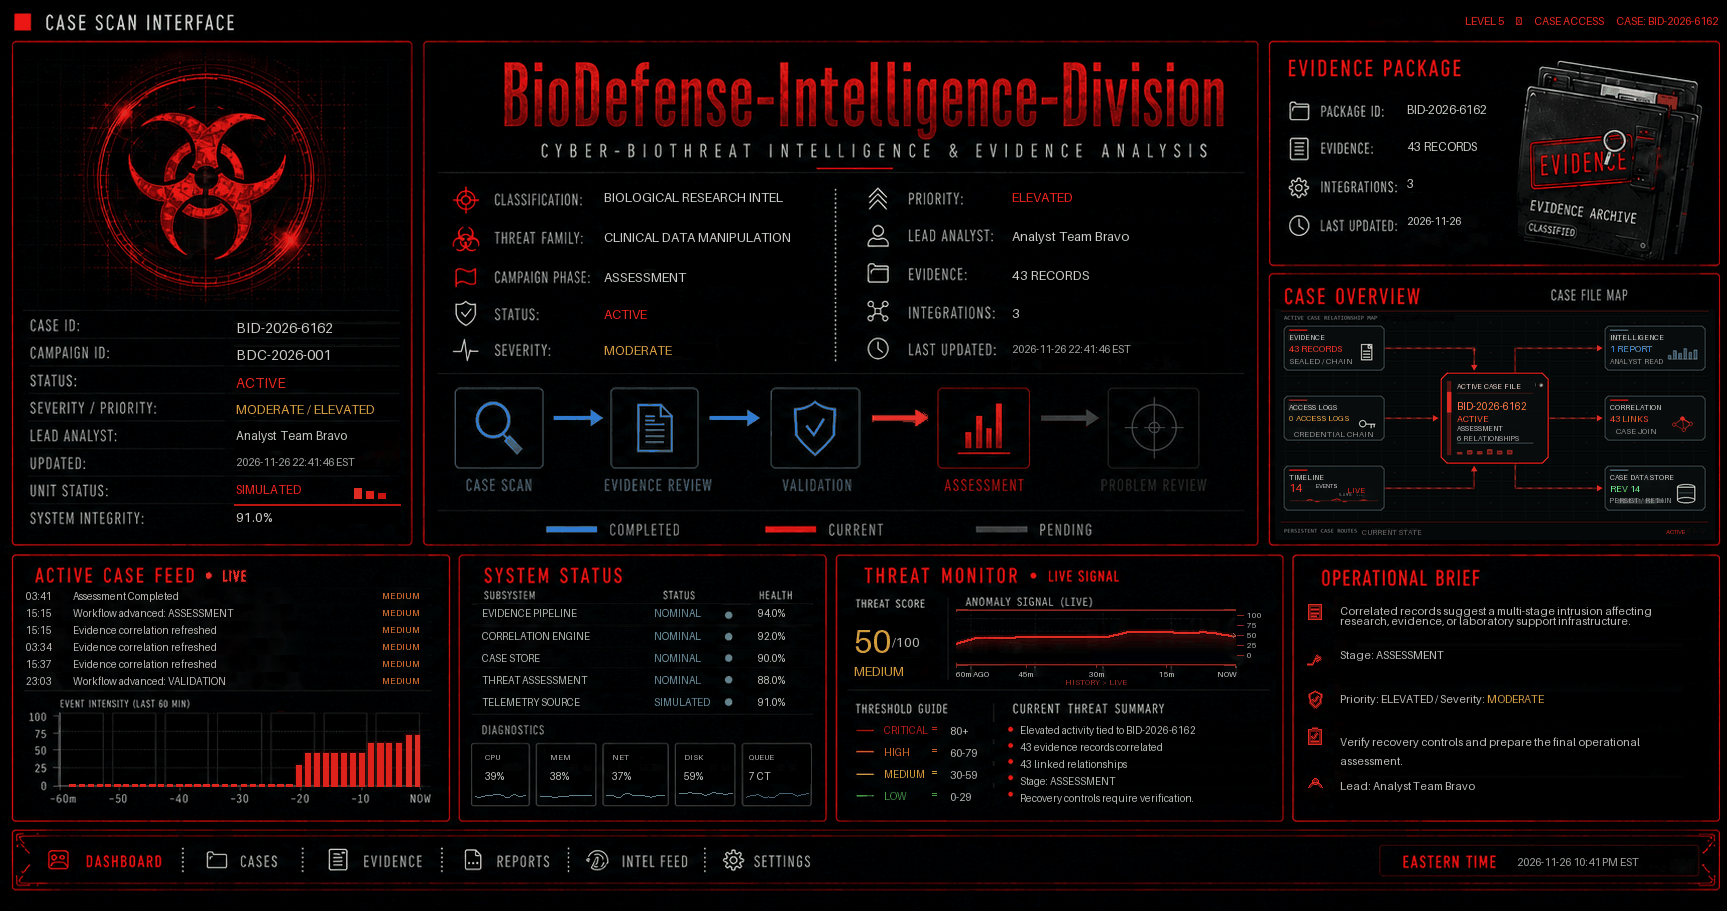 CASE SCAN INTERFACE
LEVEL 5
CASE ACCESS
CASE: BID-2026-6162
CASE ID: BID-2026-6162
CAMPAIGN ID: BDC-2026-001
STATUS: ACTIVE
SEVERITY / PRIORITY: MODERATE / ELEVATED
LEAD ANALYST: Analyst Team Bravo
UPDATED: 2026-11-26 22:41:46 EST
UNIT STATUS: SIMULATED
SYSTEM INTEGRITY: 91.0%
BioDefense-Intelligence-Division
CYBER-BIOTHREAT INTELLIGENCE & EVIDENCE ANALYSIS
CLASSIFICATION: BIOLOGICAL RESEARCH INTEL
THREAT FAMILY: CLINICAL DATA MANIPULATION
CAMPAIGN PHASE: ASSESSMENT
STATUS: ACTIVE
SEVERITY: MODERATE
PRIORITY: ELEVATED
LEAD ANALYST: Analyst Team Bravo
EVIDENCE: 43 RECORDS
INTEGRATIONS: 3
LAST UPDATED: 2026-11-26 22:41:46 EST
CASE SCAN
EVIDENCE REVIEW
VALIDATION
ASSESSMENT
PROBLEM REVIEW
COMPLETED
CURRENT
PENDING
EVIDENCE PACKAGE
PACKAGE ID: BID-2026-6162
EVIDENCE: 43 RECORDS
INTEGRATIONS: 3
LAST UPDATED: 2026-11-26
EVIDENCE
EVIDENCE ARCHIVE
CLASSIFIED
CASE OVERVIEW
CASE FILE MAP
ACTIVE CASE RELATIONSHIP MAP
EVIDENCE
43 RECORDS
SEALED / CHAIN
ACCESS LOGS
0 ACCESS LOGS
CREDENTIAL CHAIN
TIMELINE
14 EVENTS
LIVE
ACTIVE CASE FILE
BID-2026-6162
ACTIVE
ASSESSMENT
6 RELATIONSHIPS
INTELLIGENCE
1 REPORT
ANALYST READ
CORRELATION
43 LINKS
CASE JOIN
CASE DATASTORE
REV 14
PERSISTENT CASE ROUTES
CURRENT STATE
ACTIVE
ACTIVE CASE FEED • LIVE
03:41 Assessment Completed MEDIUM
15:15 Workflow advanced: ASSESSMENT MEDIUM
15:15 Evidence correlation refreshed MEDIUM
03:34 Evidence correlation refreshed MEDIUM
15:37 Evidence correlation refreshed MEDIUM
23:03 Workflow advanced: VALIDATION MEDIUM
EVENT INTENSITY (LAST 60 MIN)
100
75
50
25
0
-60m -50 -40 -30 -20 -10 NOW
SYSTEM STATUS
SUBSYSTEM STATUS HEALTH
EVIDENCE PIPELINE NOMINAL 94.0%
CORRELATION ENGINE NOMINAL 92.0%
CASE STORE NOMINAL 90.0%
THREAT ASSESSMENT NOMINAL 88.0%
TELEMETRY SOURCE SIMULATED 91.0%
DIAGNOSTICS
CPU MEM NET DISK QUEUE
39% 38% 37% 59% 7 CT
THREAT MONITOR • LIVE SIGNAL
THREAT SCORE
50/100
MEDIUM
ANOMALY SIGNAL (LIVE)
100
75
50
25
0
60m AGO 45m 30m 15m NOW
HISTORY > LIVE
THRESHOLD GUIDE
CRITICAL = 80+
HIGH = 60-79
MEDIUM = 30-59
LOW = 0-29
CURRENT THREAT SUMMARY
• Elevated activity tied to BID-2026-6162
• 43 evidence records correlated
• 43 linked relationships
• Stage: ASSESSMENT
• Recovery controls require verification.
OPERATIONAL BRIEF
Correlated records suggest a multi-stage intrusion affecting
research, evidence, or laboratory support infrastructure.
Stage: ASSESSMENT
Priority: ELEVATED / Severity: MODERATE
Verify recovery controls and prepare the final operational
assessment.
Lead: Analyst Team Bravo
DASHBOARD
CASES
EVIDENCE
REPORTS
INTEL FEED
SETTINGS
EASTERN TIME 2026-11-26 10:41 PM EST